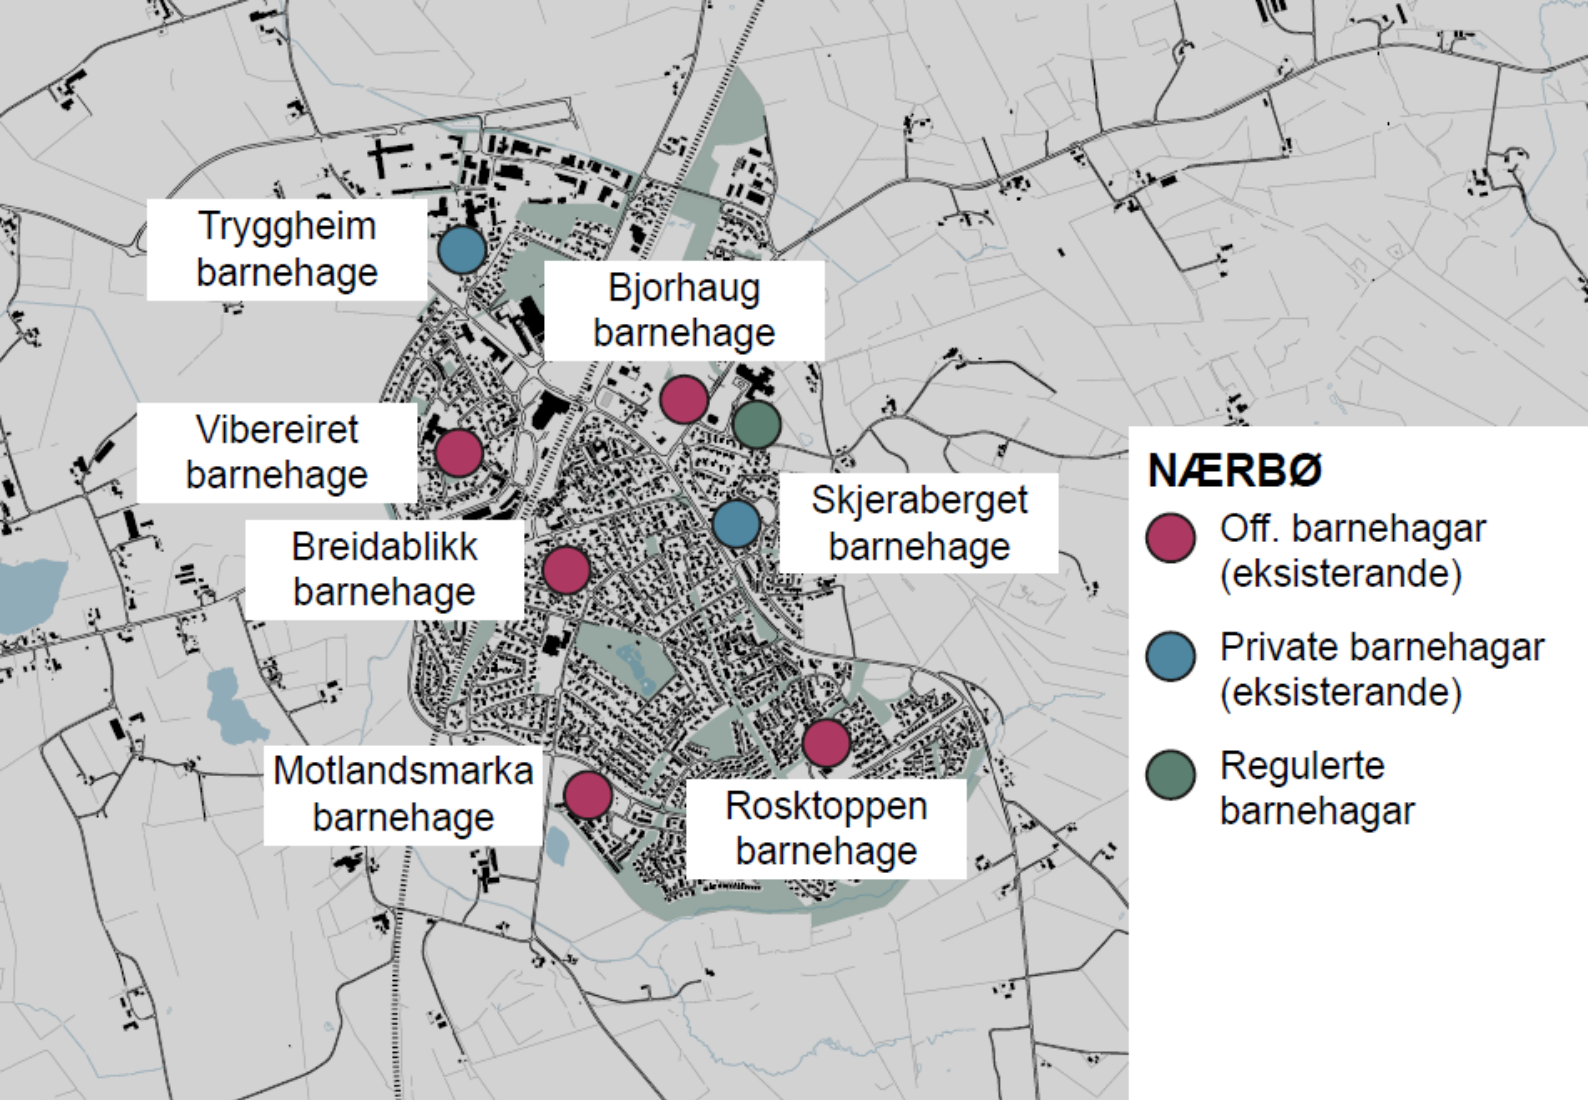 Tryggheim
barnehage
Bjorhaug
barnehage
Vibereiret
barnehage
Skjeraberget
barnehage
Breidablikk
barnehage
Motlandsmarka
barnehage
Rosktoppen
barnehage
NÆRBØ
Off. barnehagar
(eksisterande)
Private barnehagar
(eksisterande)
Regulerte
barnehagar